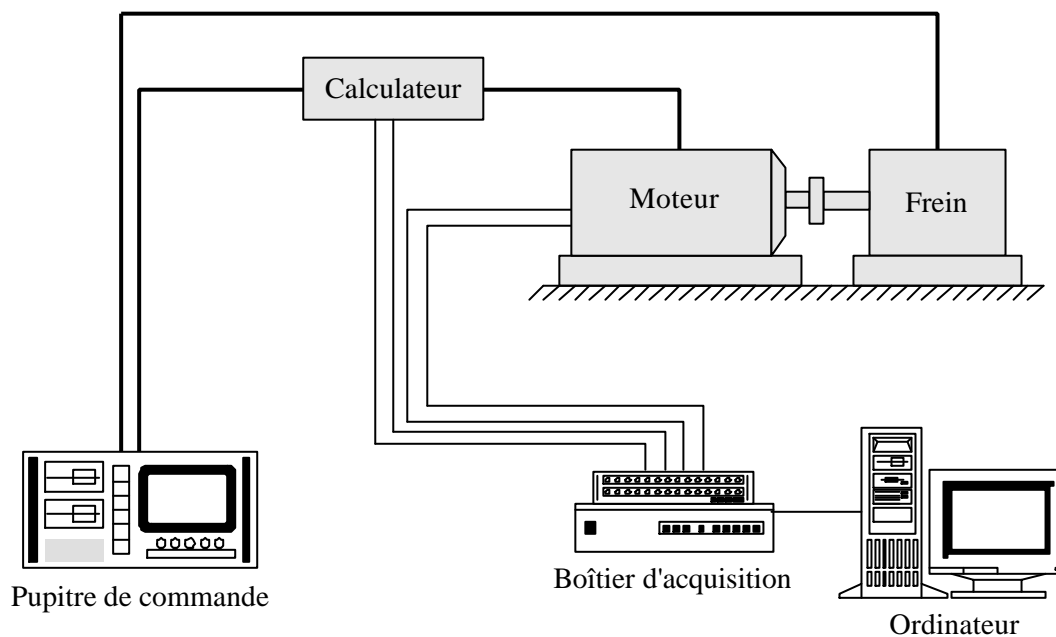 Calculateur
Moteur
Frein
Boîtier d'acquisition
Pupitre de commande
Ordinateur